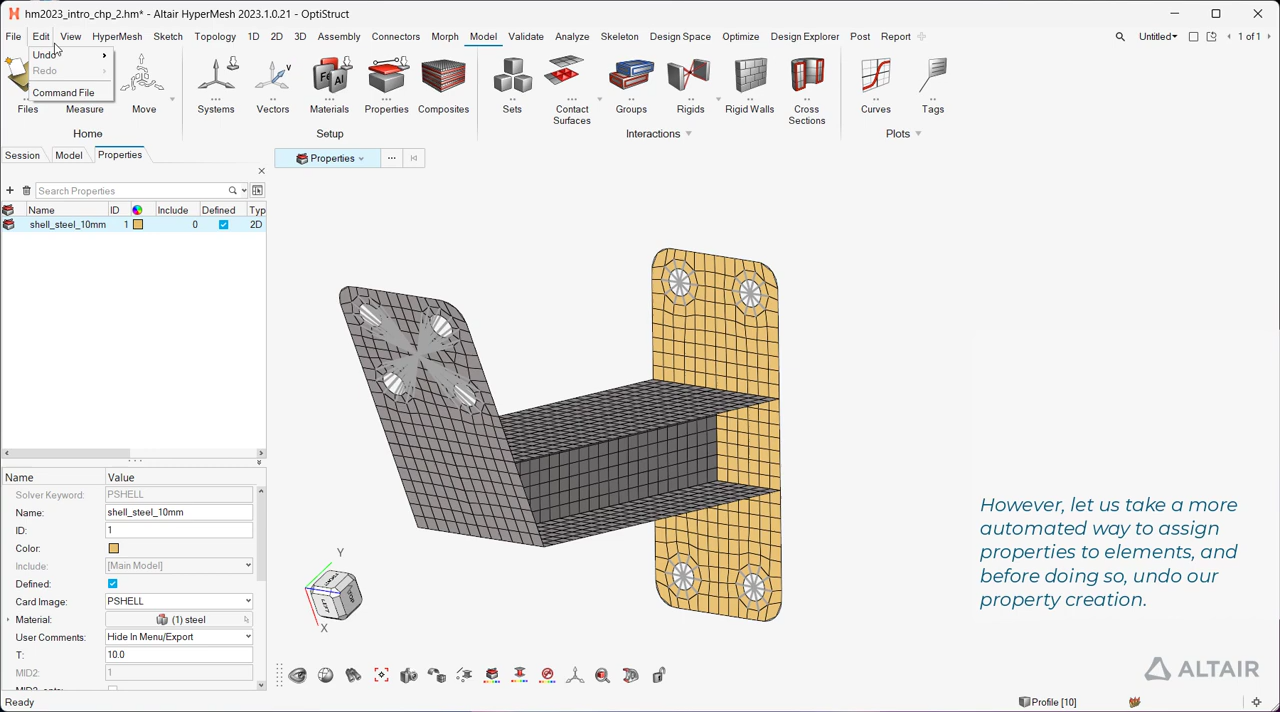 hm2023_intro_chp_2.hm* - Altair HyperMesh 2023.1.0.21 - OptiStruct
File Edit View HyperMesh Sketch Topology 1D 2D 3D Assembly Connectors Morph Model Validate Analyze Skeleton Design Space Optimize Design Explorer Post Report Untitled 1 of 1
Undo
Redo
Command File
Files Measure Move Systems Vectors Materials Properties Composites Sets Contact Surfaces Groups Rigids Rigid Walls Cross Sections Curves Tags
Home Setup Interactions Plots
Session Model Properties
Properties
Search Properties
Name ID Include Defined Typ
shell_steel_10mm 1 0 2D
Name Value
Solver Keyword: PSHELL
Name: shell_steel_10mm
ID: 1
Color:
Include: [Main Model]
Defined:
Card Image: PSHELL
Material: (1) steel
User Comments: Hide In Menu/Export
T: 10.0
MID2: 1
Y
X
However, let us take a more
automated way to assign
properties to elements, and
before doing so, undo our
property creation.
ALTAIR
Ready
Profile [10]